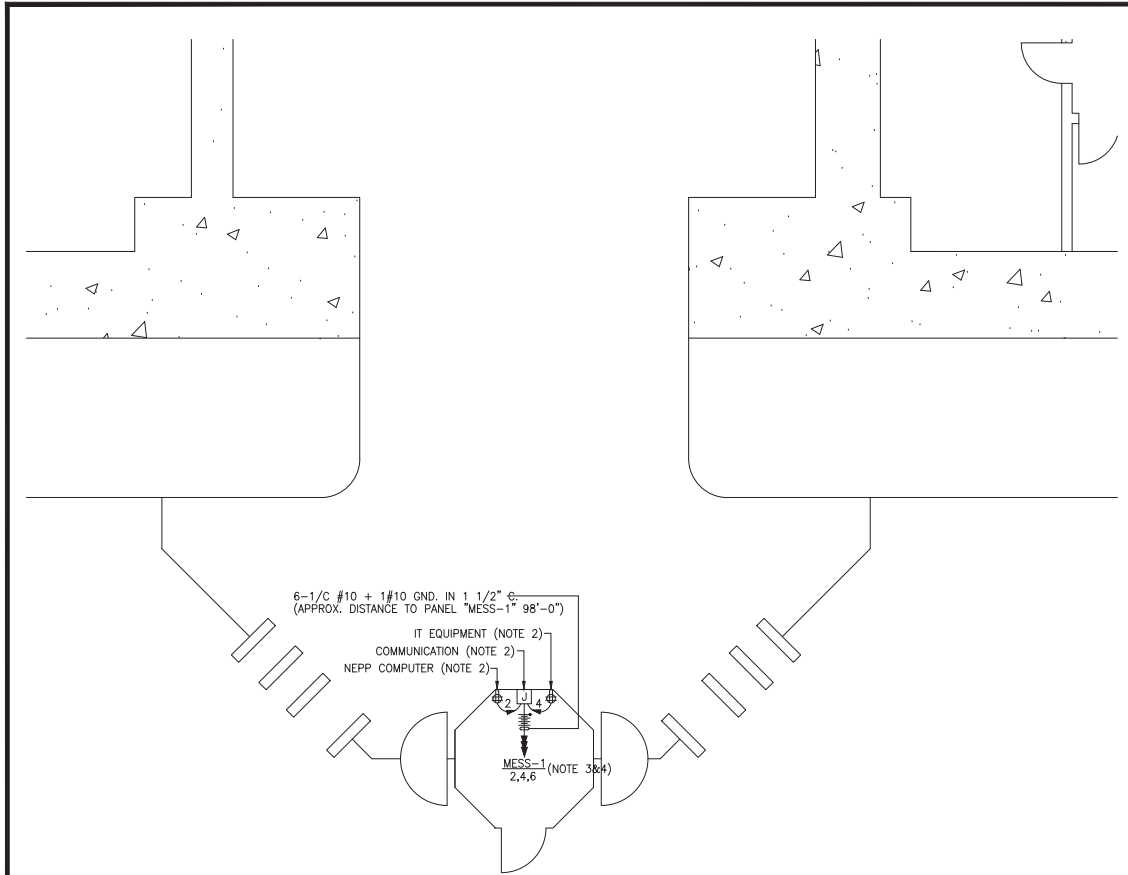 6-1/C #10 + 1#10 GND. IN 1 1/2" C.
(APPROX. DISTANCE TO PANEL "MESS-1" 98'-0")
IT EQUIPMENT (NOTE 2)
COMMUNICATION (NOTE 2)
NEPP COMPUTER (NOTE 2)
2 J 4
MESS-1 (NOTE 3&4)
2,4,6